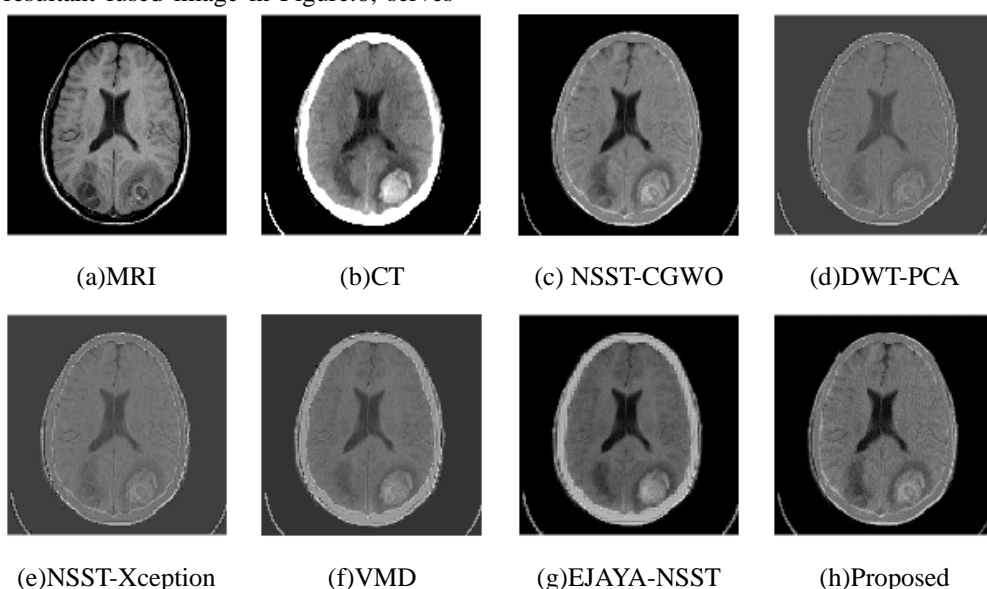 resultant fused image in Figure.6, serves
(a)MRI (b)CT (c) NSST-CGWO (d)DWT-PCA
(e)NSST-Xception (f)VMD (g)EJAYA-NSST (h)Proposed